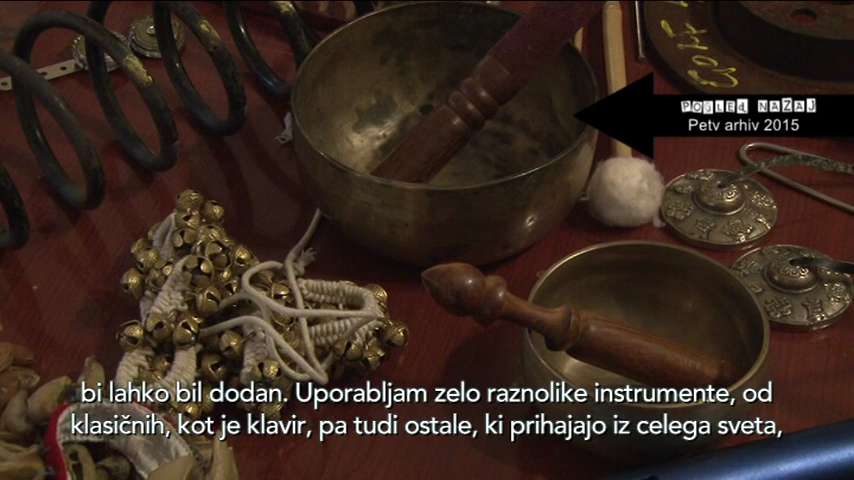 POGLEd NAZAJ
Petv arhiv 2015
bi lahko bil dodan. Uporabljam zelo raznolike instrumente, od
klasičnih, kot je klavir, pa tudi ostale, ki prihajajo iz celega sveta,